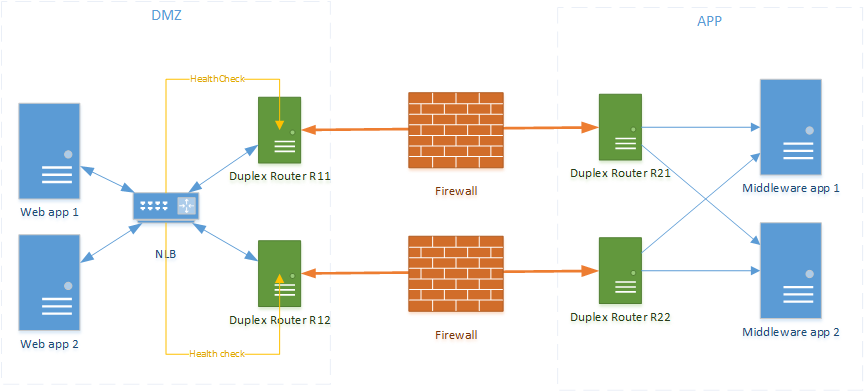 DMZ
APP
HealthCheck
Duplex Router R11
Firewall
Duplex Router R21
Middleware app 1
Web app 1
NLB
Duplex Router R12
Firewall
Duplex Router R22
Middleware app 2
Web app 2
Health check